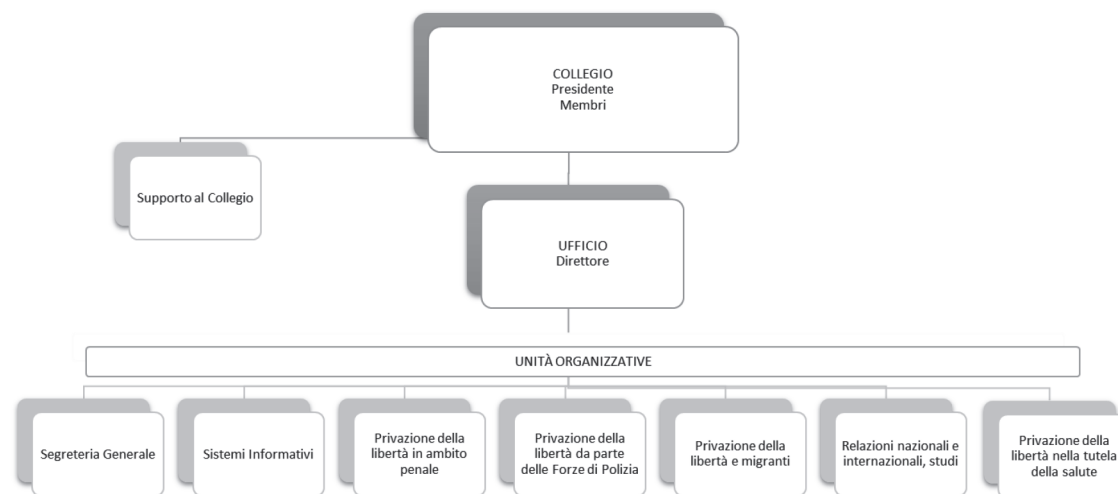 COLLEGIO
Presidente
Membri
Supporto al Collegio
UFFICIO
Direttore
UNITÀ ORGANIZZATIVE
Segreteria Generale
Sistemi Informativi
Privazione della
libertà in ambito
penale
Privazione della
libertà da parte
delle Forze di Polizia
Privazione della
libertà e migranti
Relazioni nazionali e
internazionali, studi
Privazione della
libertà nella tutela
della salute